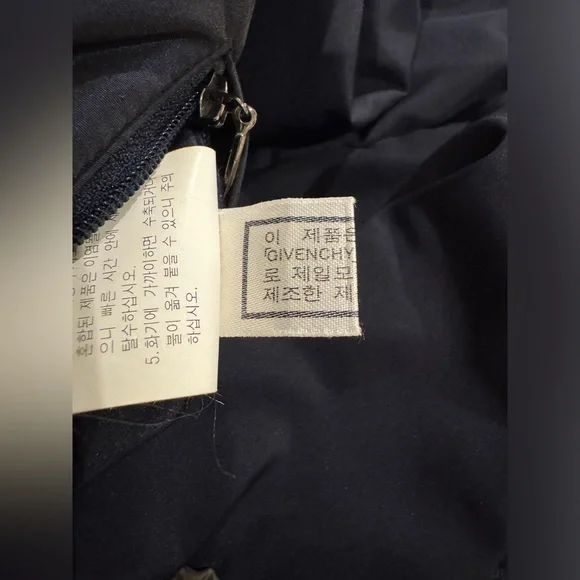 이 제품은
「GIVENCHY
로 제일모
제조한 제
혼합된 제품은
으니 빠른 시간 안에
탈수하십시오.
5. 화기에 가까이하면 수축되거나
불이 옮겨 붙을 수 있으니 주의
하십시오.